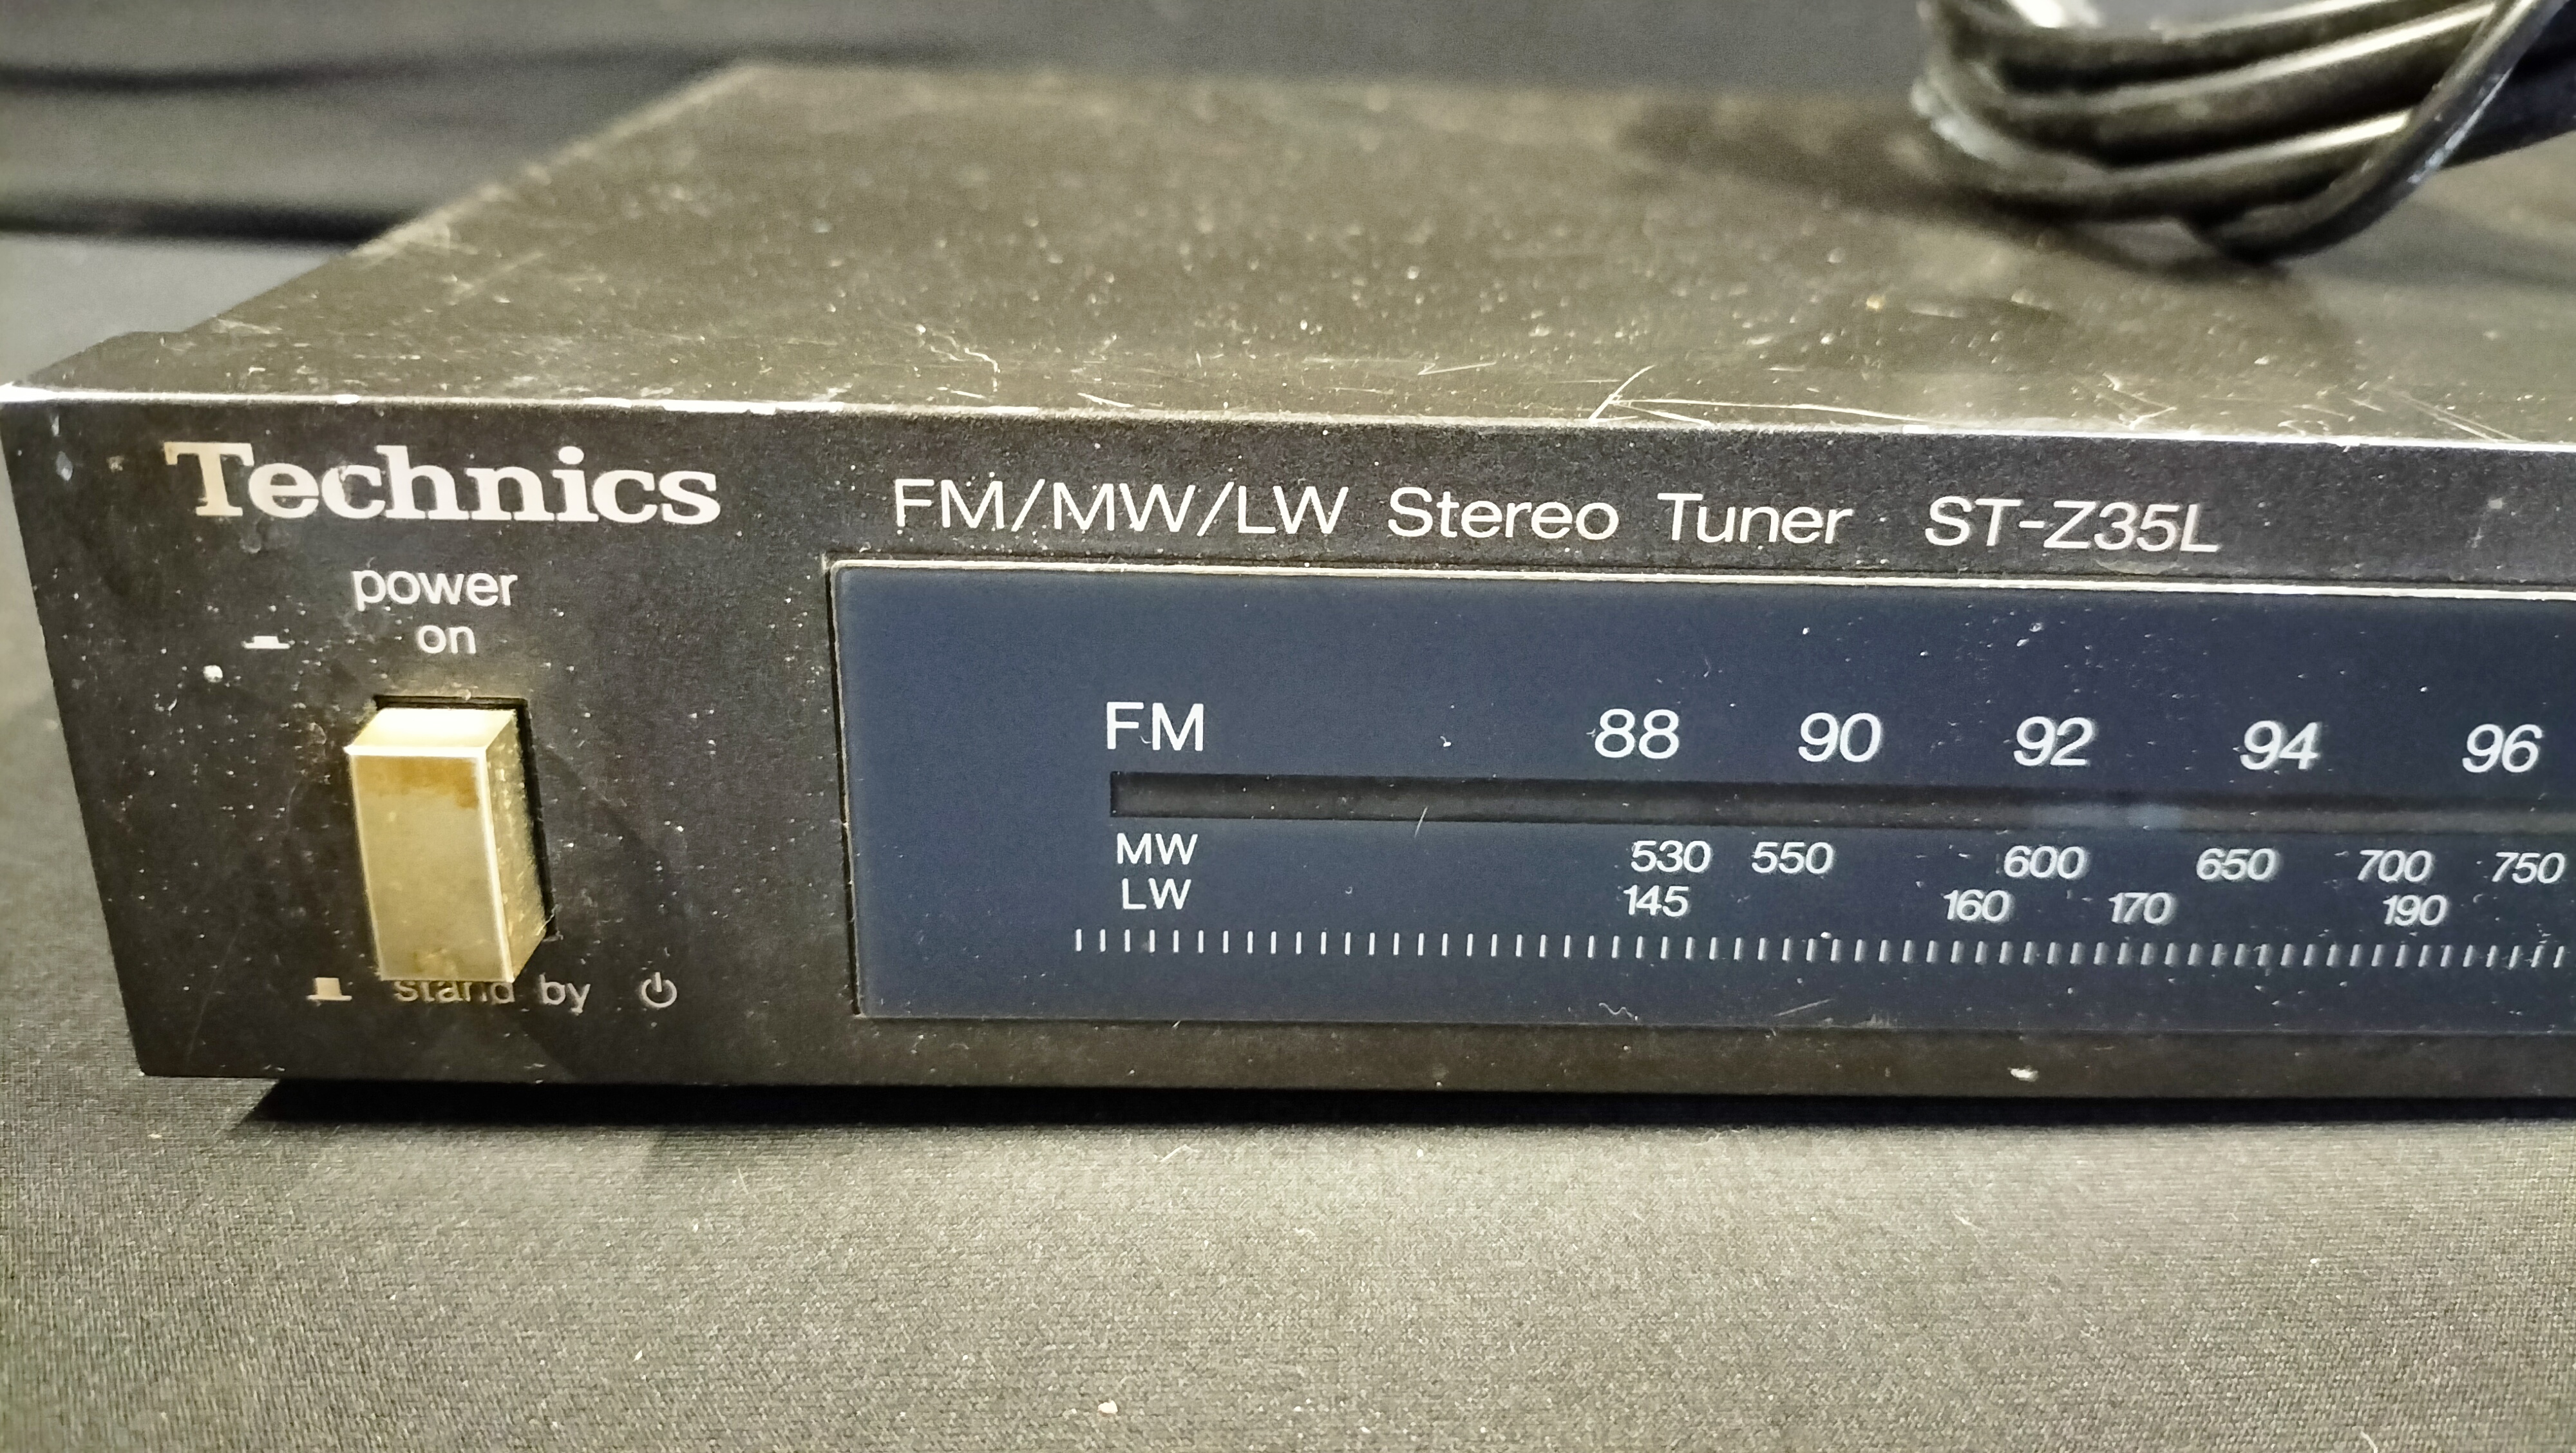 Technics
FM/MW/LW Stereo Tuner ST-Z35L
power
on
stand by
FM 88 90 92 94 96
MW 530 550 600 650 700 750
LW 145 160 170 190